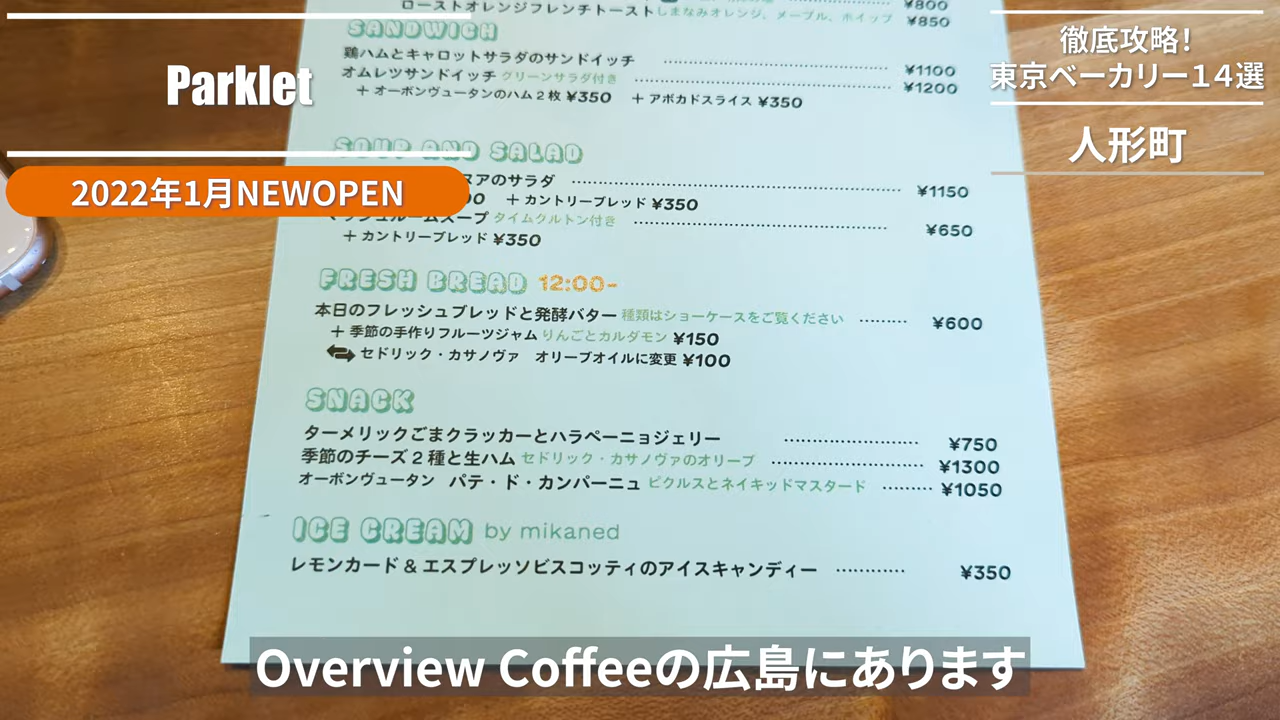 Parklet
2022年1月NEWOPEN
徹底攻略!
東京ベーカリー14選
人形町
¥800
ローストオレンジフレンチトースト しまなみオレンジ、メープル、ホイップ ¥850
SANDWICH
鶏ハムとキャロットサラダのサンドイッチ ¥1100
オムレツサンドイッチ グリーンサラダ付き ¥1200
+ オーボンヴュータンのハム2枚 ¥350 + アボカドスライス ¥350
SOUP AND SALAD
のサラダ ¥1150
+ カントリーブレッド ¥350
マッシュルームスープ タイムクルトン付き ¥650
+ カントリーブレッド ¥350
FRESH BREAD 12:00-
本日のフレッシュブレッドと発酵バター 種類はショーケースをご覧ください ¥600
+ 季節の手作りフルーツジャム りんごとカルダモン ¥150
セドリック・カサノヴァ オリーブオイルに変更 ¥100
SNACK
ターメリックごまクラッカーとハラペーニョジェリー ¥750
季節のチーズ2種と生ハム セドリック・カサノヴァのオリーブ ¥1300
オーボンヴュータン パテ・ド・カンパーニュ ピクルスとネイキッドマスタード ¥1050
ICE CREAM by mikaned
レモンカード&エスプレッソビスコッティのアイスキャンディー ¥350
Overview Coffeeの広島にあります